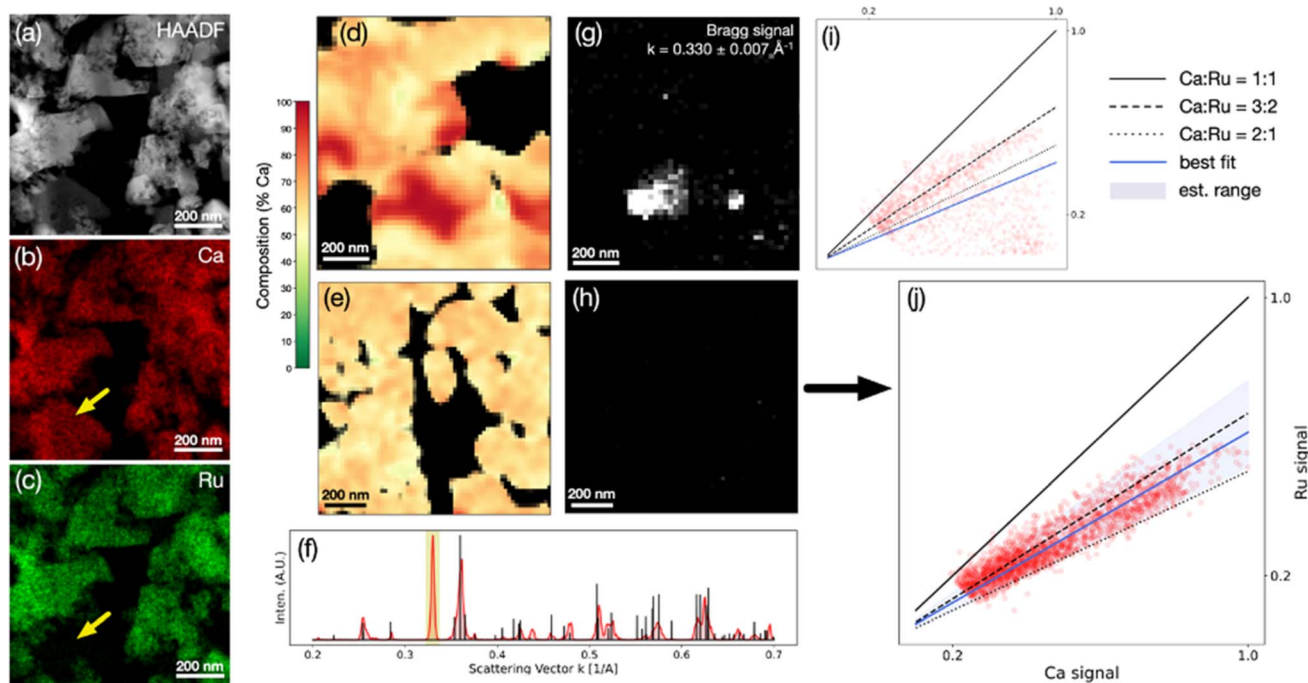 (a)
HAADF
200 nm
(b)
Ca
200 nm
(c)
Ru
200 nm
Composition (% Ca)
100
90
80
70
60
50
40
30
20
10
0
(d)
200 nm
(e)
200 nm
(g)
Bragg signal
k = 0.330 ± 0.007 Å⁻¹
200 nm
(h)
200 nm
(f)
Inten. (A.U.)
0.2 0.3 0.4 0.5 0.6 0.7
Scattering Vector k [1/A]
(i)
0.2 1.0
1.0
0.2
Ca:Ru = 1:1
Ca:Ru = 3:2
Ca:Ru = 2:1
best fit
est. range
(j)
1.0
Ru signal
0.2
0.2 1.0
Ca signal